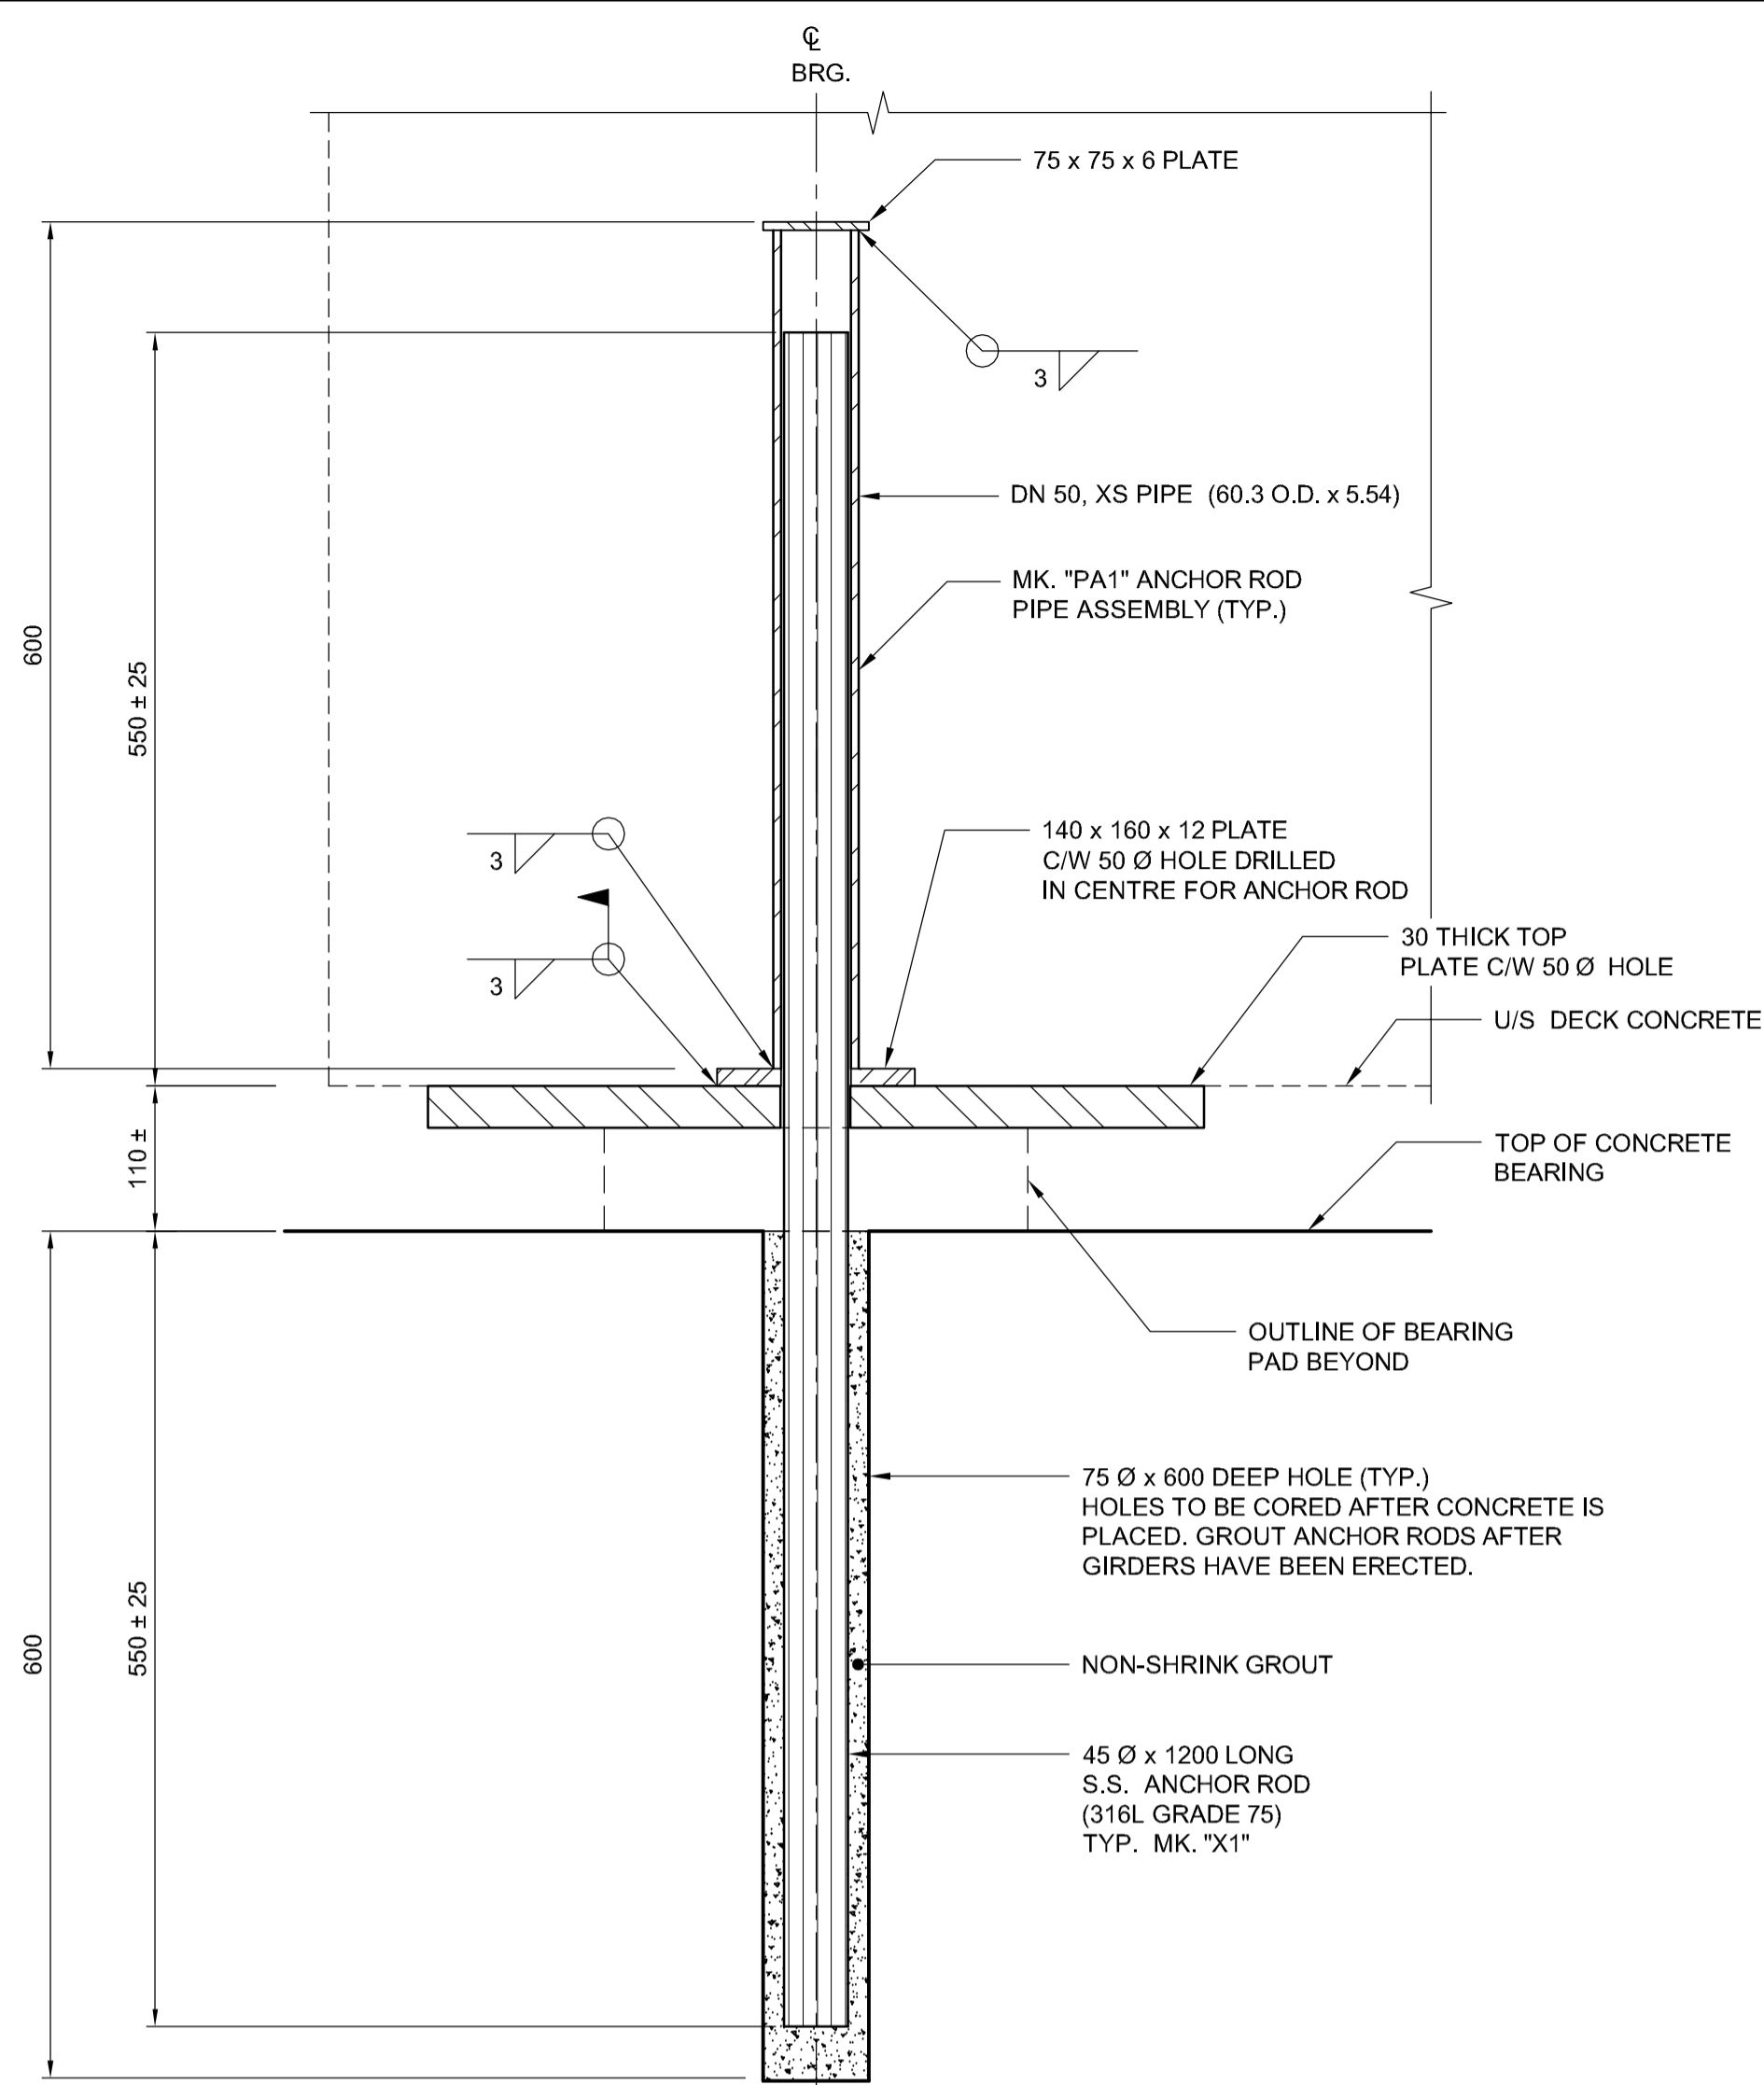 ℄
BRG.
75 x 75 x 6 PLATE
3
DN 50, XS PIPE (60.3 O.D. x 5.54)
MK. "PA1" ANCHOR ROD
PIPE ASSEMBLY (TYP.)
600
550 ± 25
140 x 160 x 12 PLATE
C/W 50 Ø HOLE DRILLED
IN CENTRE FOR ANCHOR ROD
3
3
30 THICK TOP
PLATE C/W 50 Ø HOLE
U/S DECK CONCRETE
110 ±
TOP OF CONCRETE
BEARING
OUTLINE OF BEARING
PAD BEYOND
75 Ø x 600 DEEP HOLE (TYP.)
HOLES TO BE CORED AFTER CONCRETE IS
PLACED. GROUT ANCHOR RODS AFTER
GIRDERS HAVE BEEN ERECTED.
600
550 ± 25
NON-SHRINK GROUT
45 Ø x 1200 LONG
S.S. ANCHOR ROD
(316L GRADE 75)
TYP. MK. "X1"